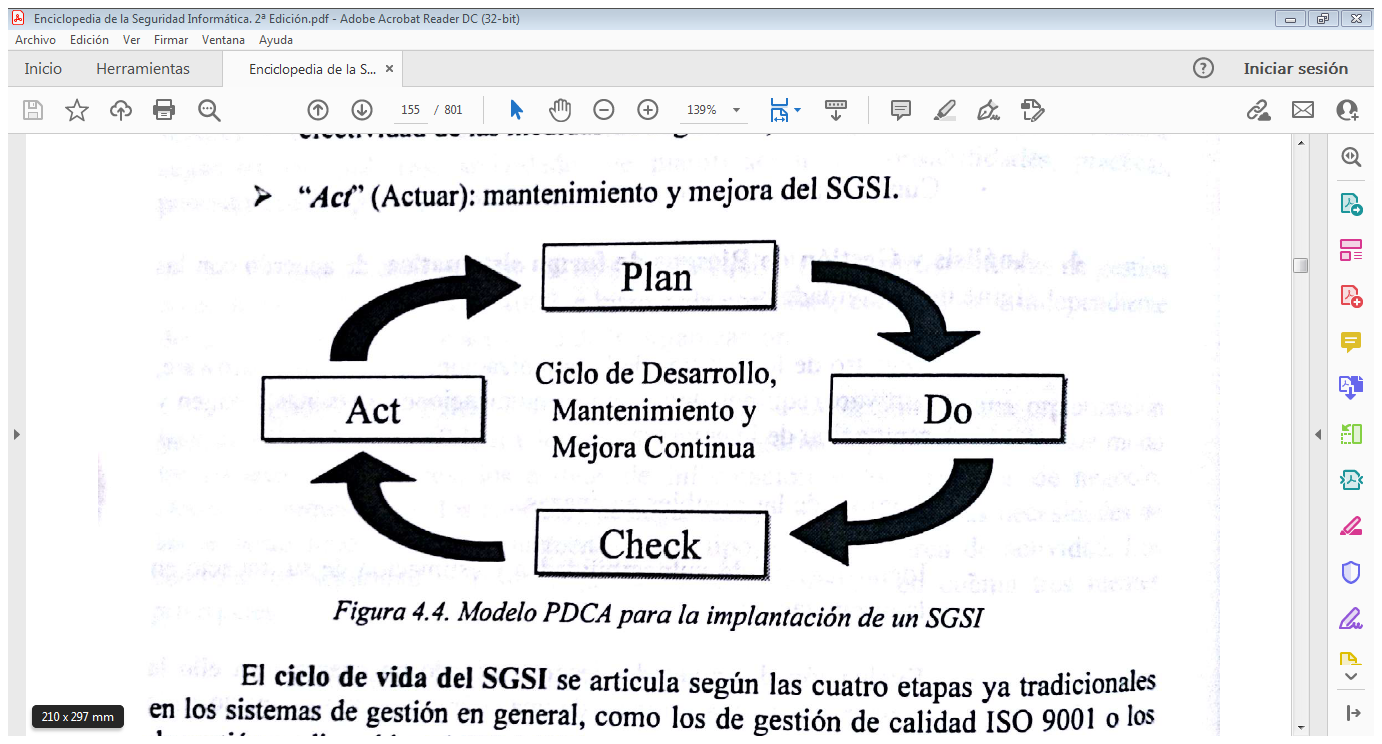 Enciclopedia de la Seguridad Informática. 2ª Edición.pdf - Adobe Acrobat Reader DC (32-bit)
Archivo Edición Ver Firmar Ventana Ayuda
Inicio Herramientas Enciclopedia de la S... ×
Iniciar sesión
155 / 801
139%
efectividad de las medidas
➤ “Act” (Actuar): mantenimiento y mejora del SGSI.
Plan
Act
Ciclo de Desarrollo,
Mantenimiento y
Mejora Continua
Do
Check
Figura 4.4. Modelo PDCA para la implantación de un SGSI
El ciclo de vida del SGSI se articula según las cuatro etapas ya tradicionales
en los sistemas de gestión en general, como los de gestión de calidad ISO 9001 o los
210 x 297 mm